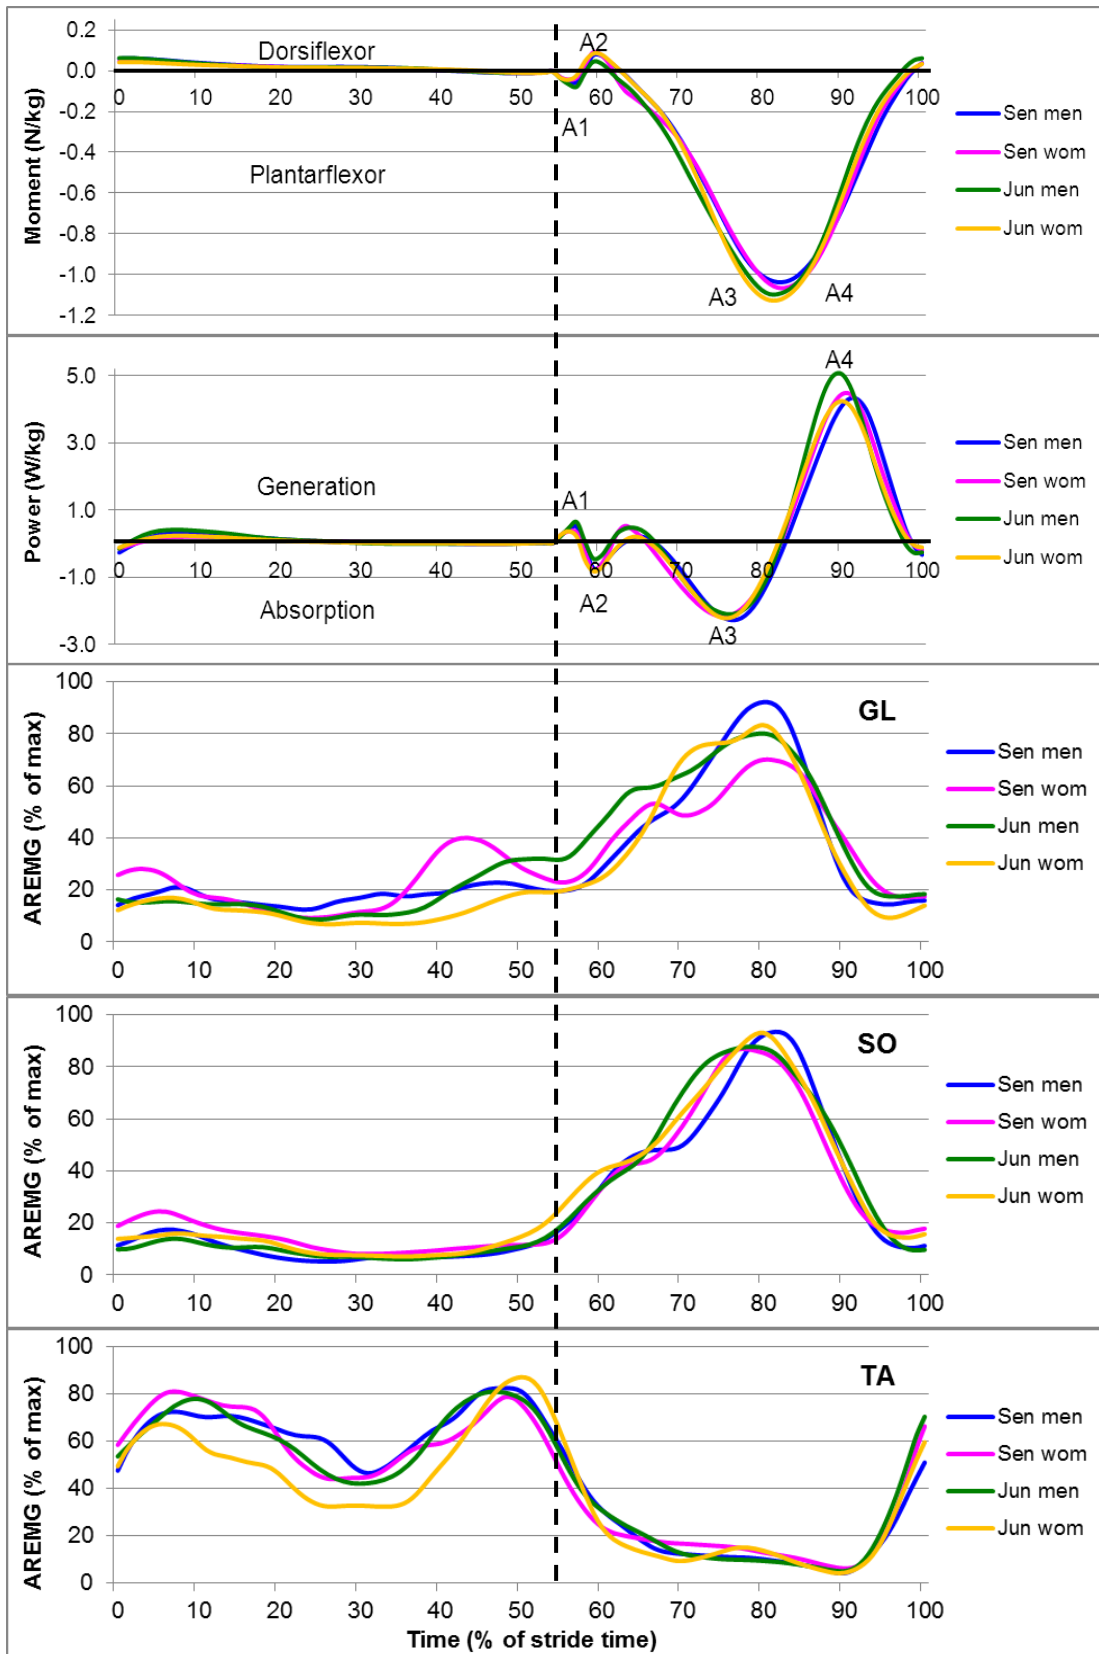 0.2
0.0
-0.2
-0.4
-0.6
-0.8
-1.0
-1.2
Moment (N/kg)
Dorsiflexor
Plantarflexor
A1
A2
A3
A4
0 10 20 30 40 50 60 70 80 90 100
Sen men
Sen wom
Jun men
Jun wom
5.0
3.0
1.0
-1.0
-3.0
Power (W/kg)
Generation
Absorption
A1
A2
A3
A4
0 10 20 30 40 50 60 70 80 90 100
Sen men
Sen wom
Jun men
Jun wom
100
80
60
40
20
0
AREMG (% of max)
GL
0 10 20 30 40 50 60 70 80 90 100
Sen men
Sen wom
Jun men
Jun wom
100
80
60
40
20
0
AREMG (% of max)
SO
0 10 20 30 40 50 60 70 80 90 100
Sen men
Sen wom
Jun men
Jun wom
100
80
60
40
20
0
AREMG (% of max)
TA
0 10 20 30 40 50 60 70 80 90 100
Sen men
Sen wom
Jun men
Jun wom
Time (% of stride time)